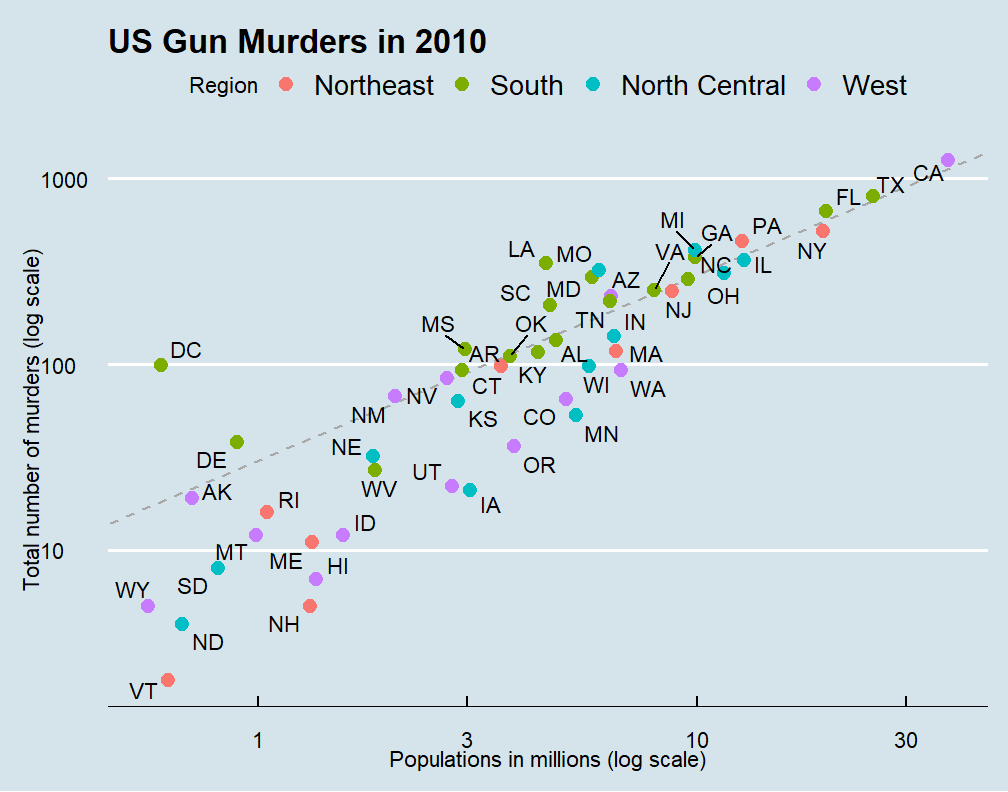 US Gun Murders in 2010
Region Northeast South North Central West
1000
CA
TX
FL
MI
GA
PA
NY
LA
MO
VA
NC
IL
SC
MD
AZ
OH
NJ
MS
OK
TN
IN
DC
AR
AL
MA
100
CT
KY
WI
WA
NM
NV
KS
CO
MN
DE
NE
OR
UT
WV
AK
RI
IA
ID
MT
10
ME
HI
WY
SD
NH
ND
VT
Total number of murders (log scale)
1 3 10 30
Populations in millions (log scale)